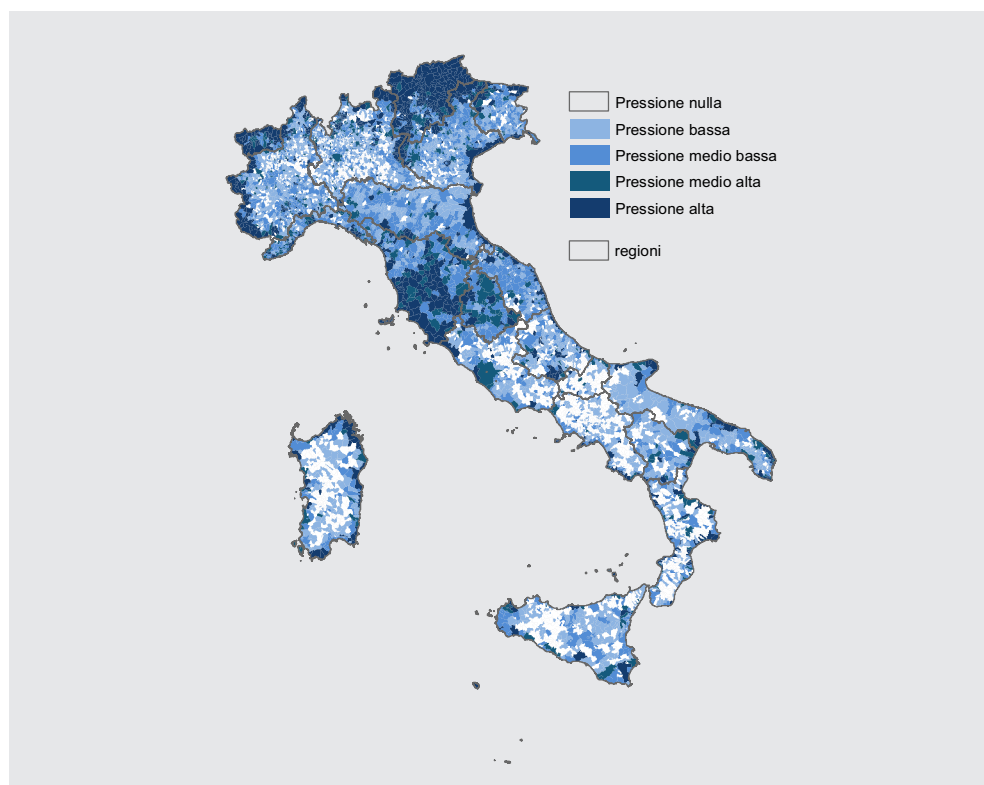 Pressione nulla
Pressione bassa
Pressione medio bassa
Pressione medio alta
Pressione alta
regioni